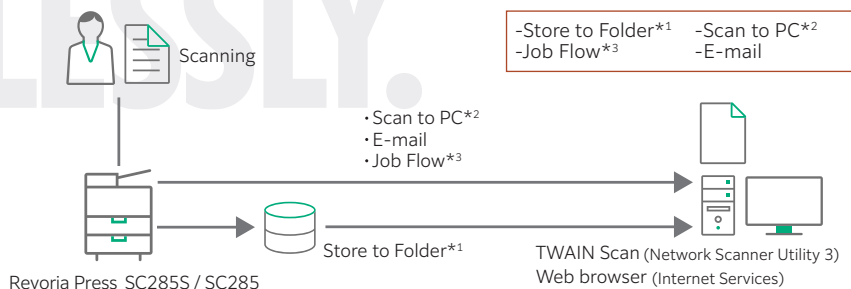 LESSLY.
Scanning
-Store to Folder*1 -Scan to PC*2
-Job Flow*3 -E-mail
・Scan to PC*2
・E-mail
・Job Flow*3
Store to Folder*1
Revoria Press SC285S / SC285
TWAIN Scan (Network Scanner Utility 3)
Web browser (Internet Services)